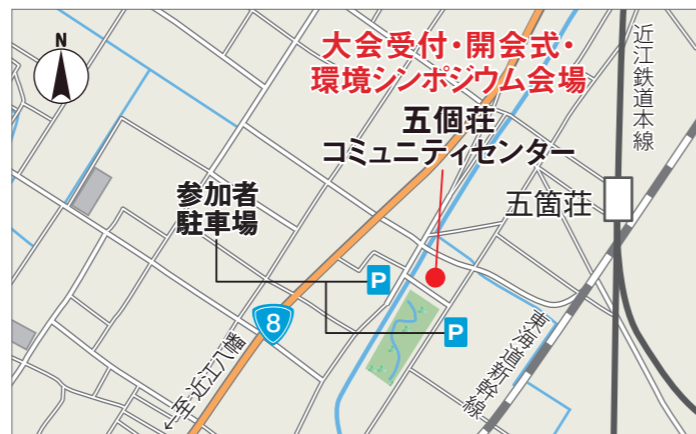 N
大会受付・開会式・
環境シンポジウム会場
五個荘
コミュニティセンター
近江鉄道本線
参加者
駐車場
五箇荘
P
8
P
東海道新幹線
←至近江八幡